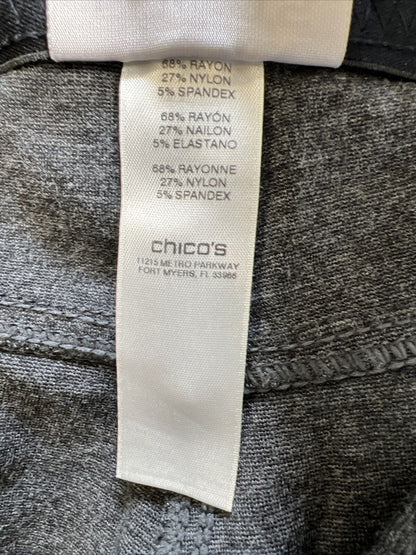 68% RAYON
27% NYLON
5% SPANDEX
68% RAYÓN
27% NAILON
5% ELASTANO
68% RAYONNE
27% NYLON
5% SPANDEX
chico's
11215 METRO PARKWAY
FORT MYERS, FL 33966